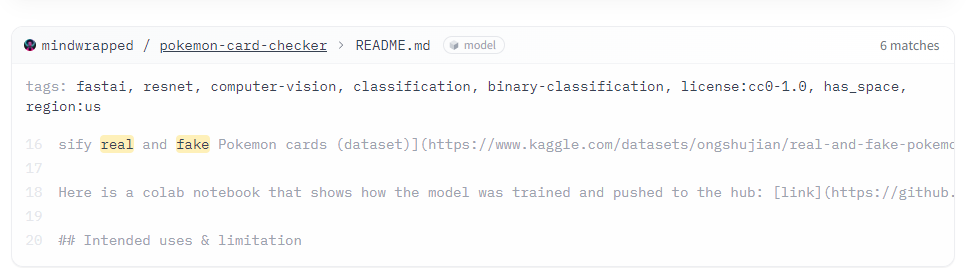 mindwrapped / pokemon-card-checker > README.md model 6 matches
tags: fastai, resnet, computer-vision, classification, binary-classification, license:cc0-1.0, has_space,
region:us
16 sify real and fake Pokemon cards (dataset)](https://www.kaggle.com/datasets/ongshujian/real-and-fake-pokemo
17
18 Here is a colab notebook that shows how the model was trained and pushed to the hub: [link](https://github.
19
20 ## Intended uses & limitation